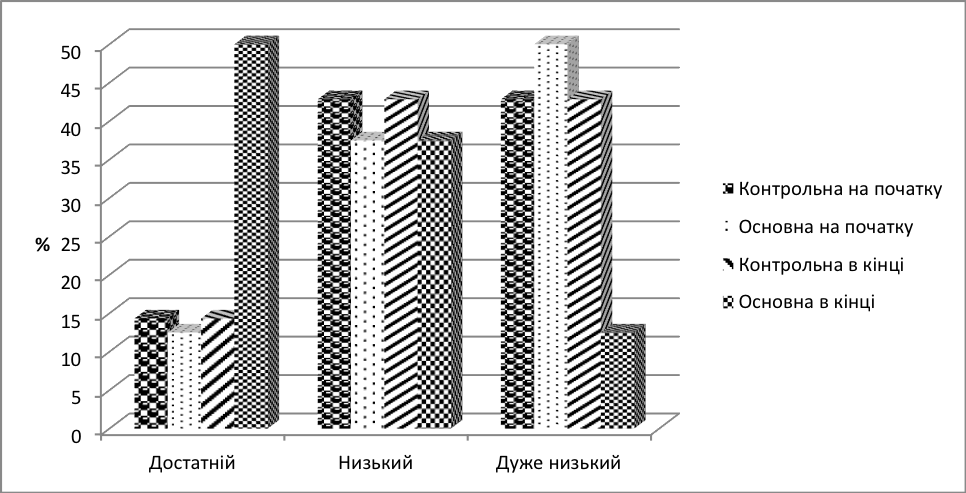 50
45
40
35
30
% 25
20
15
10
5
0
Достатній Низький Дуже низький
Контрольна на початку
Основна на початку
Контрольна в кінці
Основна в кінці